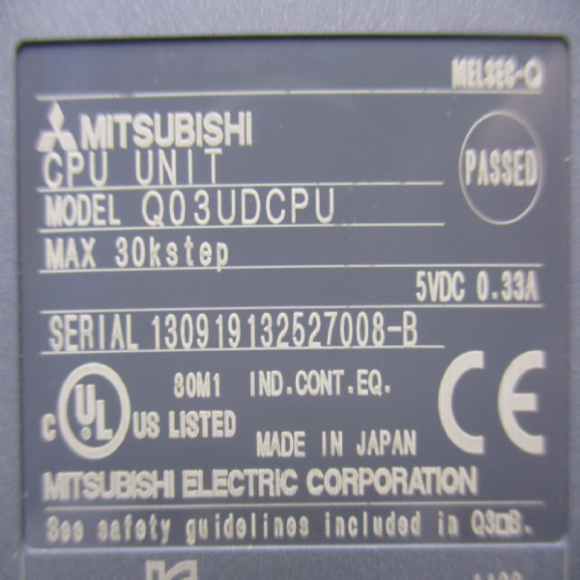 MELSEC-Q
MITSUBISHI
CPU UNIT
PASSED
MODEL Q03UDCPU
MAX 30kstep
5VDC 0.33A
SERIAL 130919132527008-B
80M1 IND.CONT.EQ.
C UL US LISTED
CE
MADE IN JAPAN
MITSUBISHI ELECTRIC CORPORATION
See safety guidelines included in Q3□B.